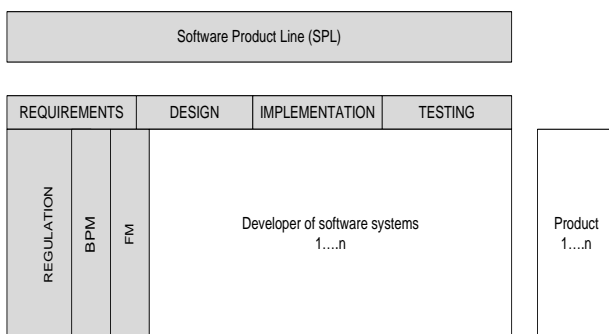 Software Product Line (SPL)
REQUIREMENTS
DESIGN
IMPLEMENTATION
TESTING
REGULATION
BPM
FM
Developer of software systems
1....n
Product
1....n